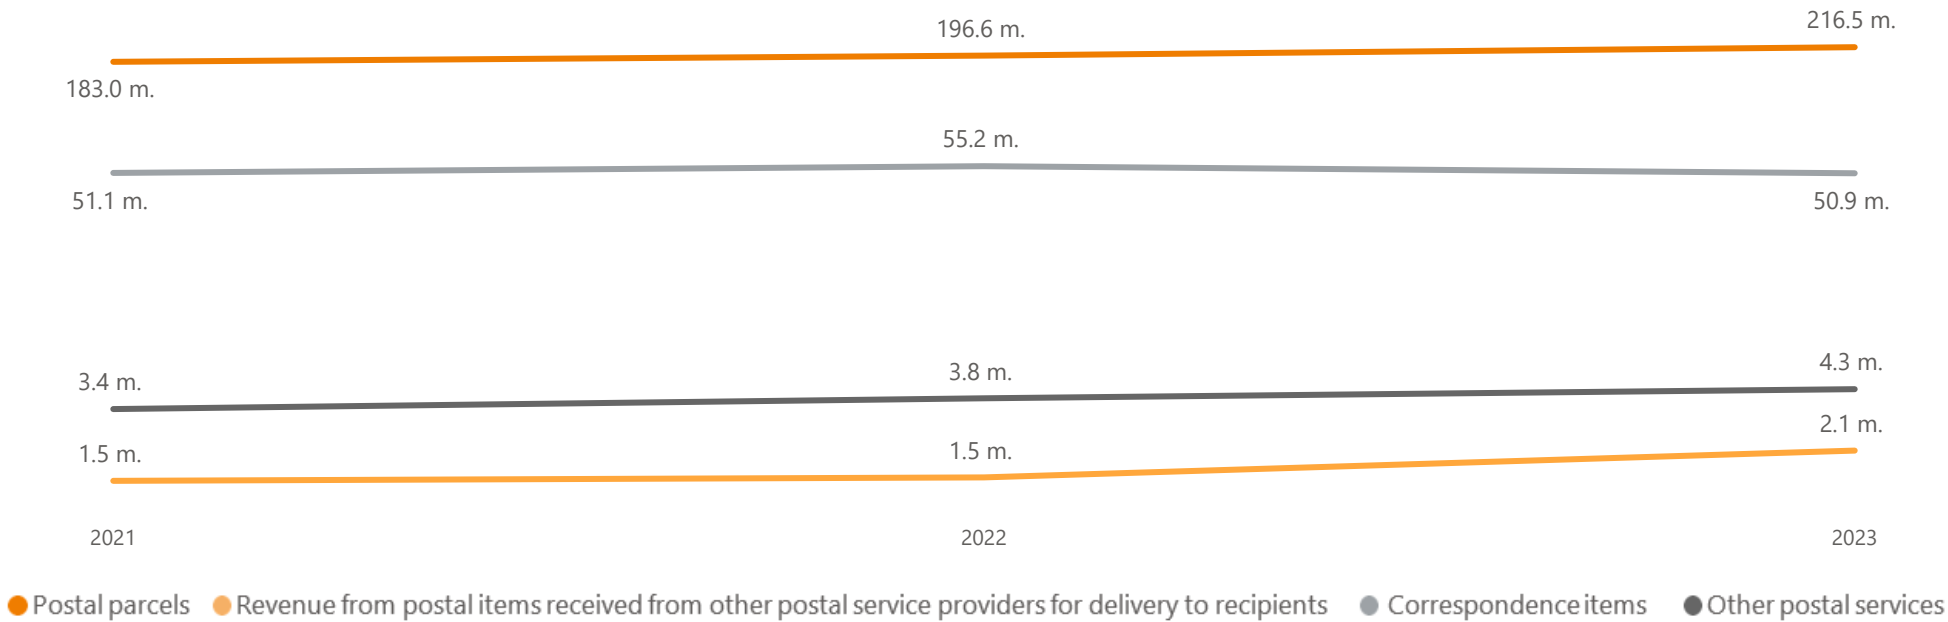 216.5 m.
196.6 m.
183.0 m.
55.2 m.
51.1 m.
50.9 m.
4.3 m.
3.8 m.
3.4 m.
2.1 m.
1.5 m.
1.5 m.
2021 2022 2023
Postal parcels Revenue from postal items received from other postal service providers for delivery to recipients Correspondence items Other postal services